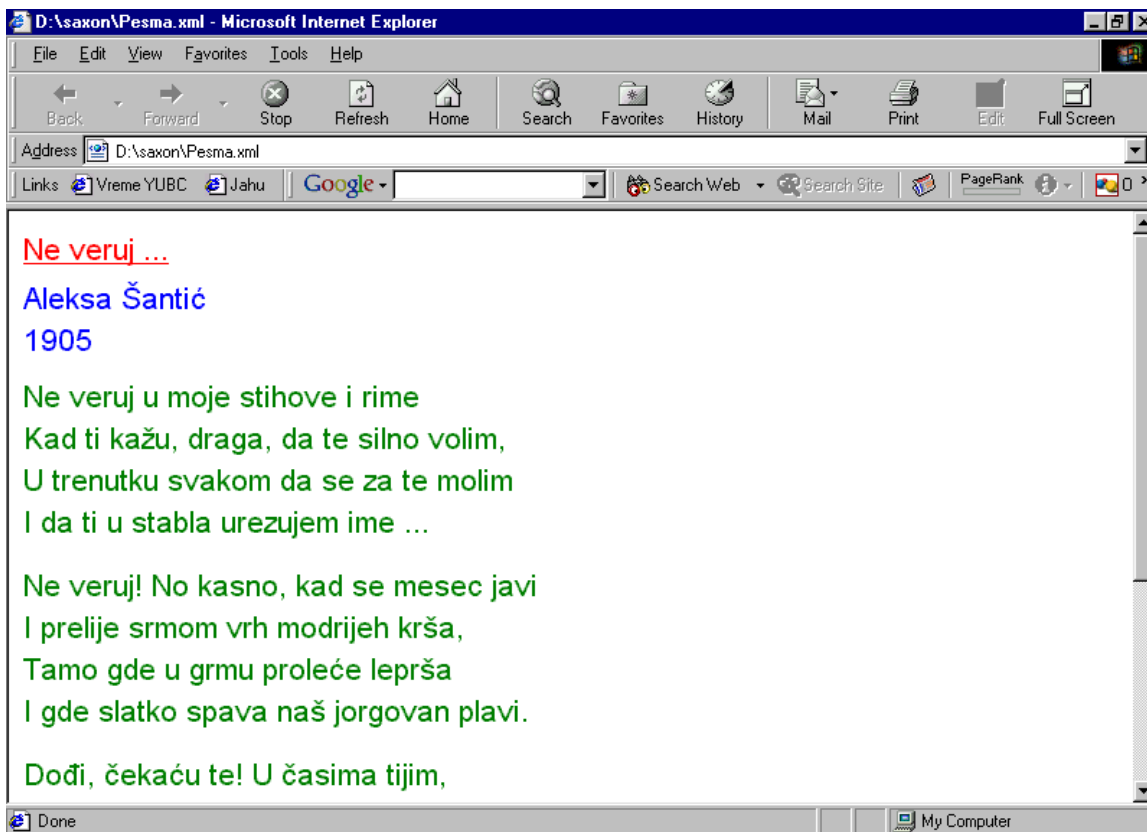 D:\saxon\Pesma.xml - Microsoft Internet Explorer
File Edit View Favorites Tools Help
Back Forward Stop Refresh Home Search Favorites History Mail Print Edit Full Screen
Address D:\saxon\Pesma.xml
Links Vreme YUBC Jahu Google Search Web Search Site PageRank 0 »
Ne veruj ...
Aleksa Šantić
1905
Ne veruj u moje stihove i rime
Kad ti kažu, draga, da te silno volim,
U trenutku svakom da se za te molim
I da ti u stabla urezujem ime ...
Ne veruj! No kasno, kad se mesec javi
I prelije srmom vrh modrijeh krša,
Tamo gde u grmu proleće leprša
I gde slatko spava naš jorgovan plavi.
Dođi, čekaću te! U časima tijim,
Done My Computer